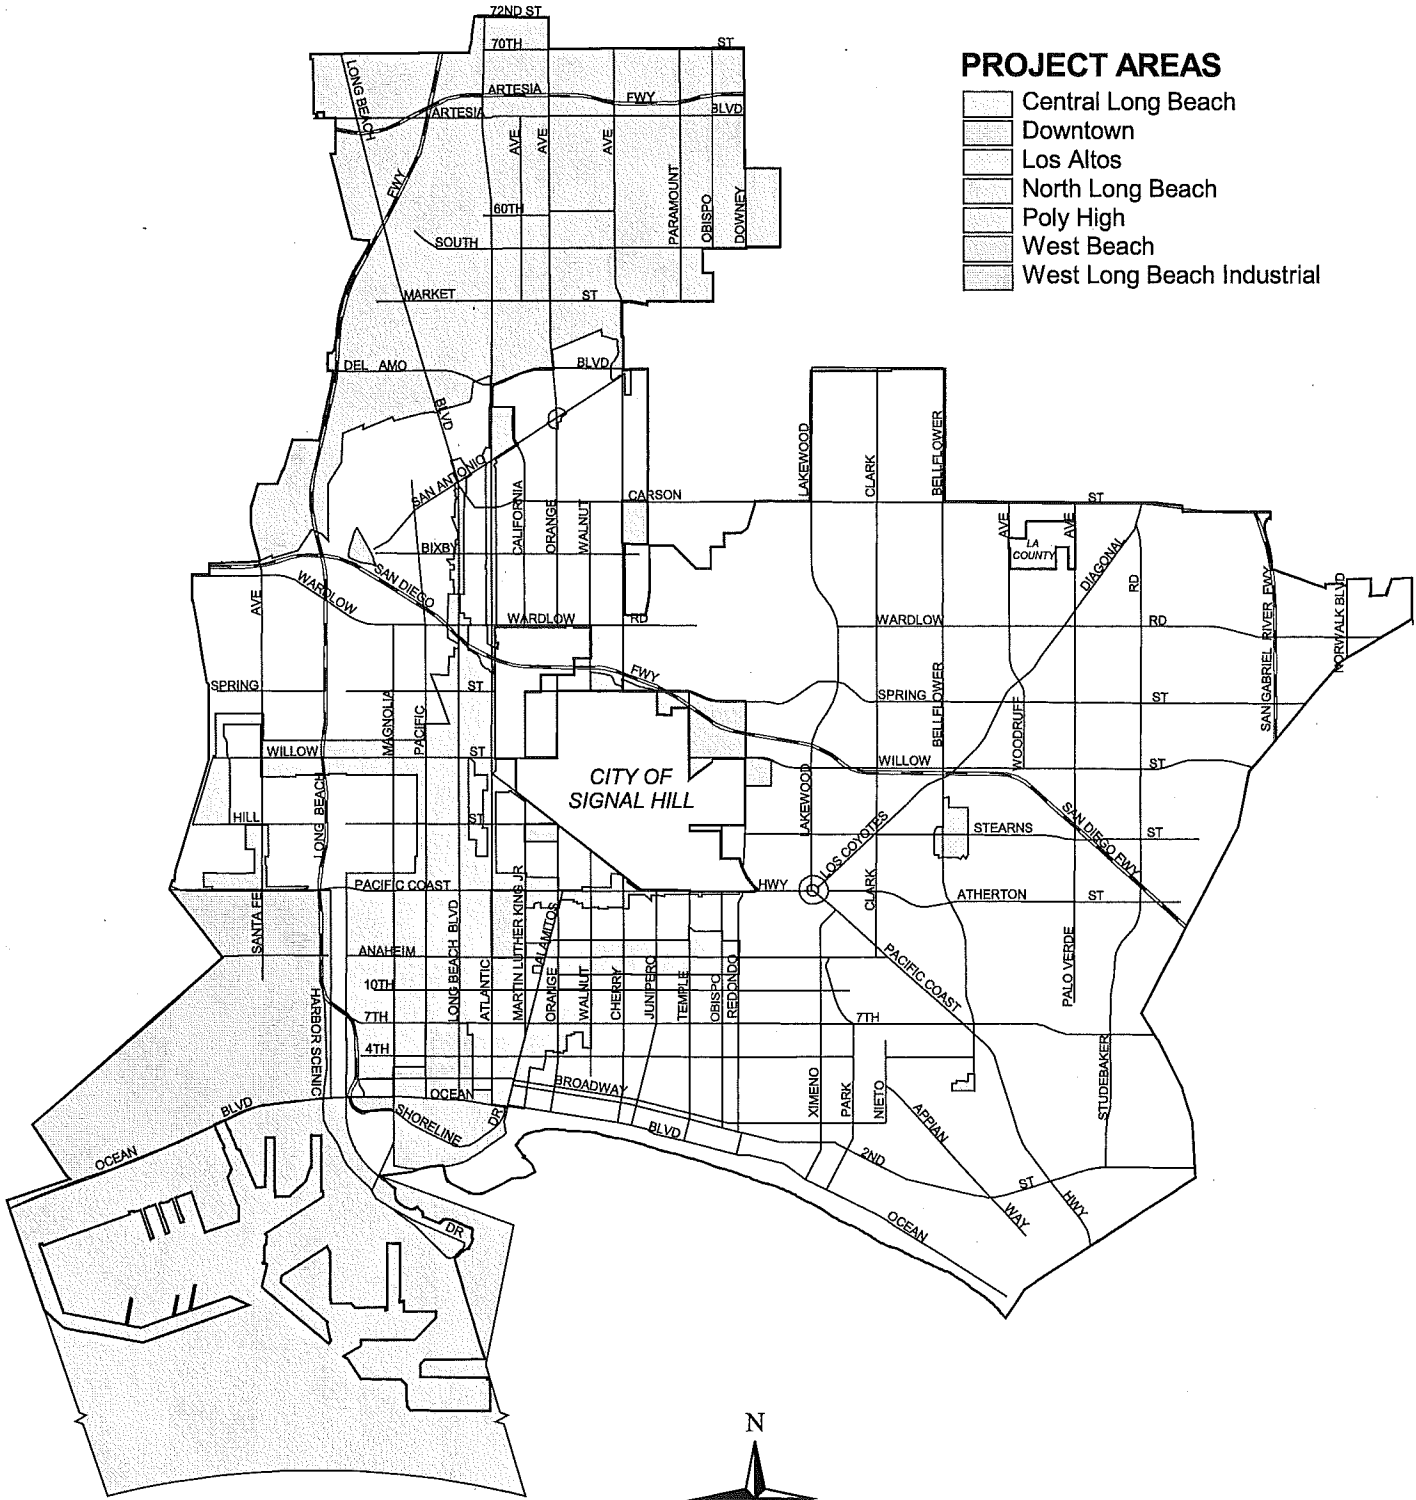 72ND ST
70TH ST
PROJECT AREAS
Central Long Beach
Downtown
Los Altos
North Long Beach
Poly High
West Beach
West Long Beach Industrial
LONG BEACH
ARTESIA FWY
ARTESIA BLVD
AVE
AVE
AVE
FWY
PARAMOUNT
OBISPO
DOWNEY
60TH
SOUTH
MARKET ST
DEL AMO BLVD
BLVD
SAN ANTONIO
LAKEWOOD
CLARK
BELLFLOWER
CARSON ST
CALIFORNIA
ORANGE
WALNUT
AVE
AVE
LA
COUNTY
DIAGONAL
RD
BIXBY
SAN DIEGO
WARDLOW
AVE
WARDLOW RD
WARDLOW RD
SAN GABRIEL RIVER FWY
NORWALK BLVD
FWY
SPRING ST
SPRING ST
MAGNOLIA
PACIFIC
BELLFLOWER
WOODRUFF
WILLOW ST
WILLOW ST
CITY OF
SIGNAL HILL
LONG BEACH
LAKEWOOD
HILL ST
LOS COYOTES
STEARNS ST
SAN DIEGO FWY
PACIFIC COAST HWY
CLARK
ATHERTON ST
SANTA FE
LONG BEACH BLVD
ATLANTIC
MARTIN LUTHER KING JR
ALAMITOS
ORANGE
WALNUT
CHERRY
JUNIPERO
TEMPLE
OBISPO
REDONDO
ANAHEIM
PACIFIC COAST
PALO VERDE
10TH
7TH
7TH
4TH
HARBOR SCENIC
BROADWAY
XIMENO
PARK
NIETO
STUDEBAKER
OCEAN
BLVD
SHORELINE
DR
BLVD
APPIAN
OCEAN
2ND
ST
WAY
HWY
OCEAN
DR
N